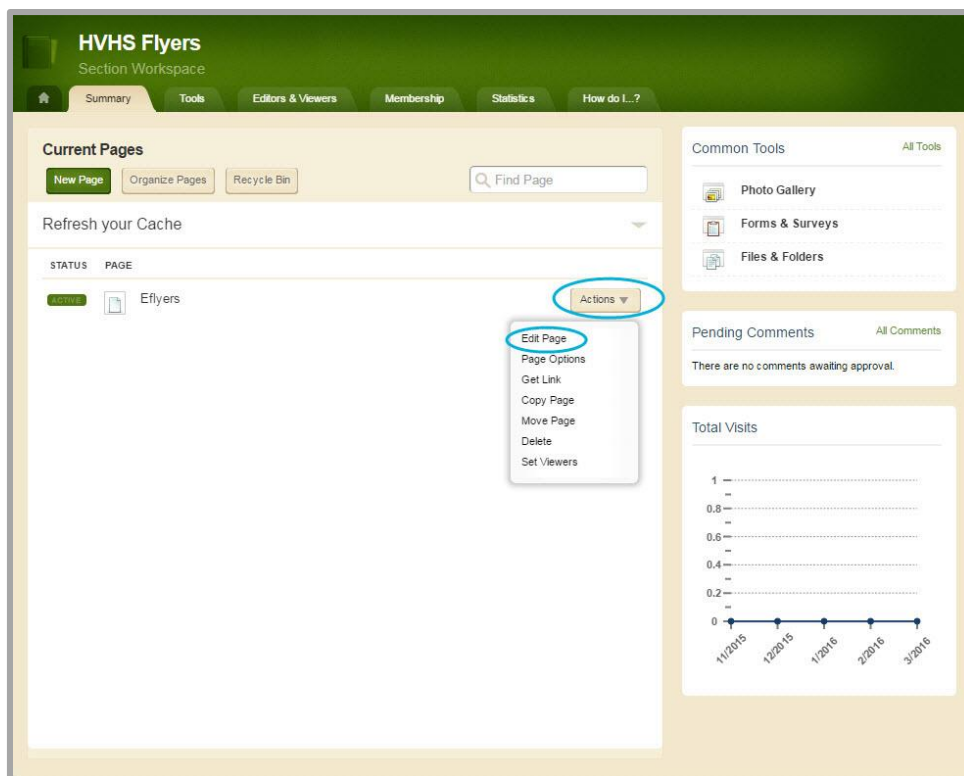 HVHS Flyers
Section Workspace
Summary Tools Editors & Viewers Membership Statistics How do I...?
Current Pages
New Page Organize Pages Recycle Bin Find Page
Refresh your Cache
STATUS PAGE
ACTIVE Eflyers Actions
Edit Page
Page Options
Get Link
Copy Page
Move Page
Delete
Set Viewers
Common Tools All Tools
Photo Gallery
Forms & Surveys
Files & Folders
Pending Comments All Comments
There are no comments awaiting approval.
Total Visits
1
0.8
0.6
0.4
0.2
0
11/2015 12/2015 1/2016 2/2016 3/2016